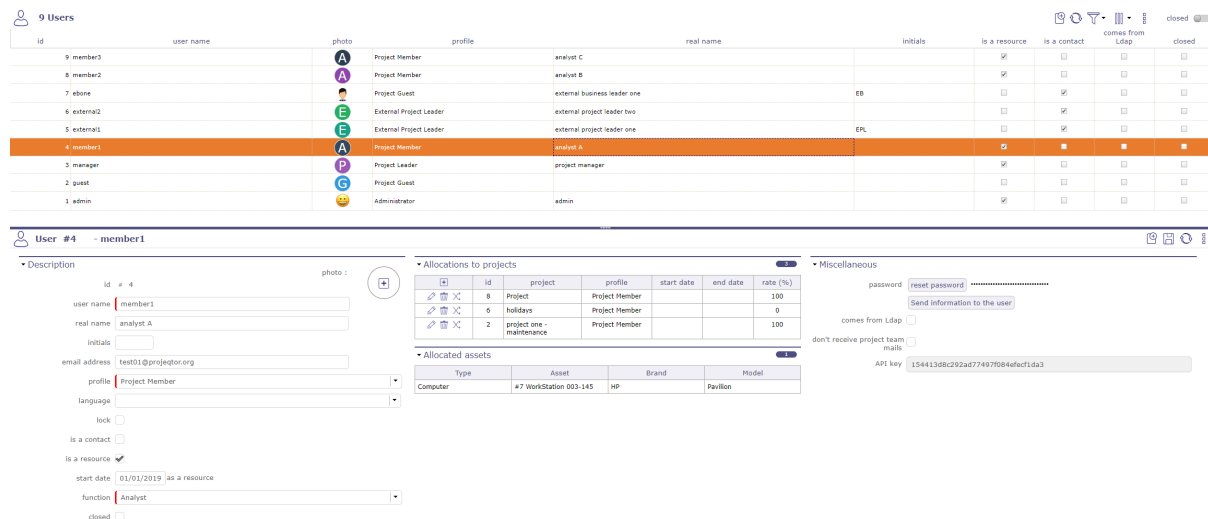 9 Users
closed
id user name photo profile real name initials is a resource is a contact comes from Ldap closed
9 member3 A Project Member analyst C
8 member2 A Project Member analyst B
7 ebone Project Guest external business leader one EB
6 external2 E External Project Leader external project leader two
5 external1 E External Project Leader external project leader one EPL
4 member1 A Project Member analyst A
3 manager P Project Leader project manager
2 guest G Project Guest
1 admin Administrator admin
User #4 - member1
Description
photo :
id # 4
user name member1
real name analyst A
initials
email address test01@projeqtor.org
profile Project Member
language
lock
is a contact
is a resource
start date 01/01/2019 as a resource
function Analyst
closed
Allocations to projects 3
id project profile start date end date rate (%)
8 Project Project Member 100
6 holidays Project Member 0
2 project one - maintenance Project Member 100
Allocated assets 1
Type Asset Brand Model
Computer #7 WorkStation 003-145 HP Pavilion
Miscellaneous
password reset password
Send information to the user
comes from Ldap
don't receive project team mails
API key 154413d8c292ad77497f084efecf1da3